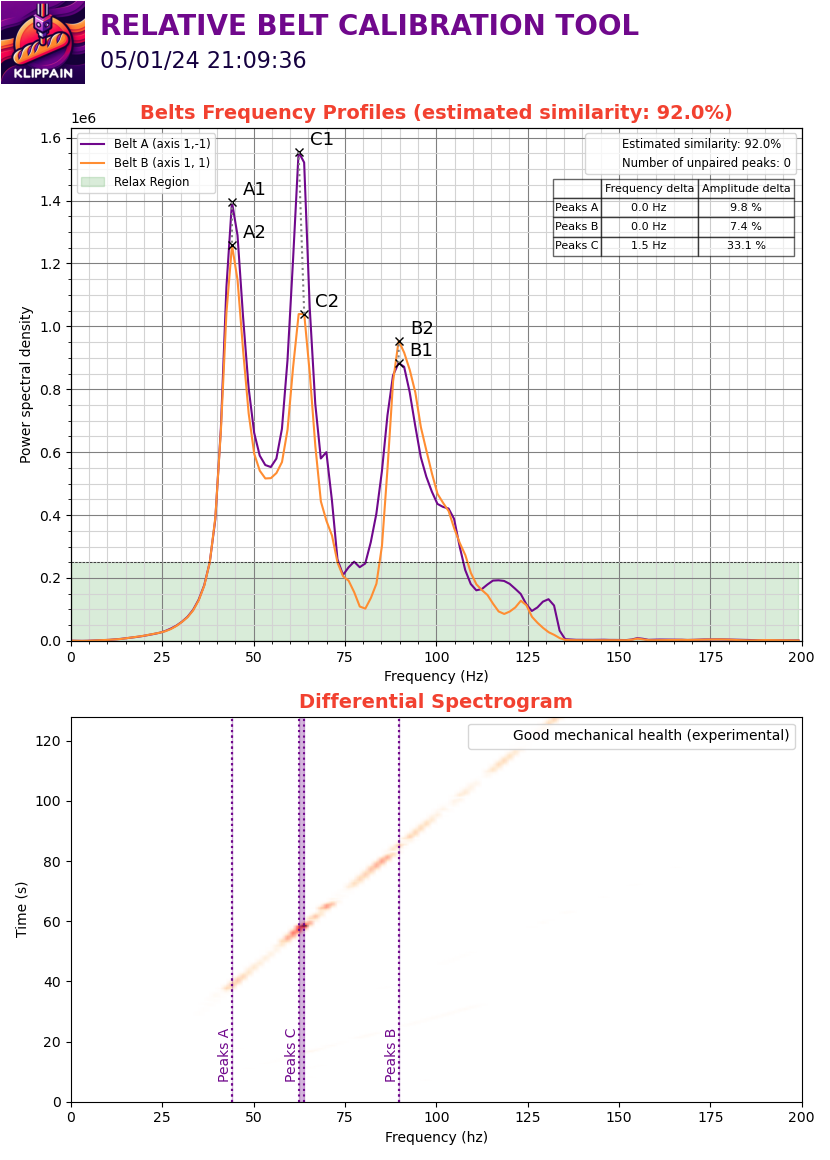 KLIPPAIN
RELATIVE BELT CALIBRATION TOOL
05/01/24 21:09:36
Belts Frequency Profiles (estimated similarity: 92.0%)
1e6
Belt A (axis 1,-1)
Belt B (axis 1, 1)
Relax Region
Estimated similarity: 92.0%
Number of unpaired peaks: 0
Frequency delta Amplitude delta
Peaks A 0.0 Hz 9.8 %
Peaks B 0.0 Hz 7.4 %
Peaks C 1.5 Hz 33.1 %
C1
A1
A2
C2
B2
B1
Power spectral density
1.6
1.4
1.2
1.0
0.8
0.6
0.4
0.2
0.0
0 25 50 75 100 125 150 175 200
Frequency (Hz)
Differential Spectrogram
Good mechanical health (experimental)
Time (s)
120
100
80
60
40
20
0
Peaks A
Peaks C
Peaks B
0 25 50 75 100 125 150 175 200
Frequency (hz)